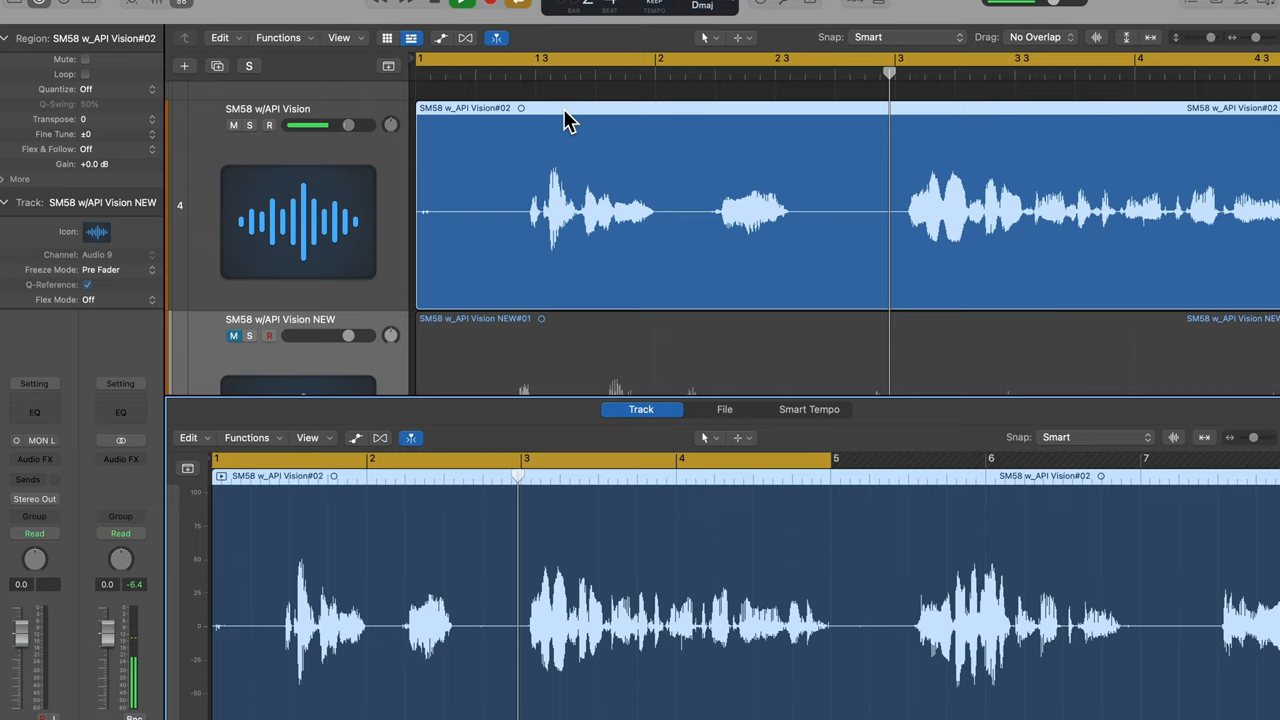 BAR BEAT KEEP TEMPO Dmaj
Region: SM58 w_API Vision#02
Mute:
Loop:
Quantize: Off
Q-Swing: 50%
Transpose: 0
Fine Tune: ±0
Flex & Follow: Off
Gain: +0.0 dB
More
Track: SM58 w/API Vision NEW
Icon:
Channel: Audio 9
Freeze Mode: Pre Fader
Q-Reference:
Flex Mode: Off
Setting Setting
EQ EQ
MON L
Audio FX Audio FX
Sends Sends
Stereo Out
Group Group
Read Read
0.0 0.0 -6.4
R I Bnc
Edit Functions View Snap: Smart Drag: No Overlap
S
1 1 3 2 2 3 3 3 3 4 4 3
4
SM58 w/API Vision
M S R
SM58 w_API Vision#02 SM58 w_API Vision#02
SM58 w/API Vision NEW
M S R
SM58 w_API Vision NEW#01 SM58 w_API Vision NEW
Track File Smart Tempo
Edit Functions View Snap: Smart
1 2 3 4 5 6 7
SM58 w_API Vision#02 SM58 w_API Vision#02
100
75
50
25
0
-25
-50